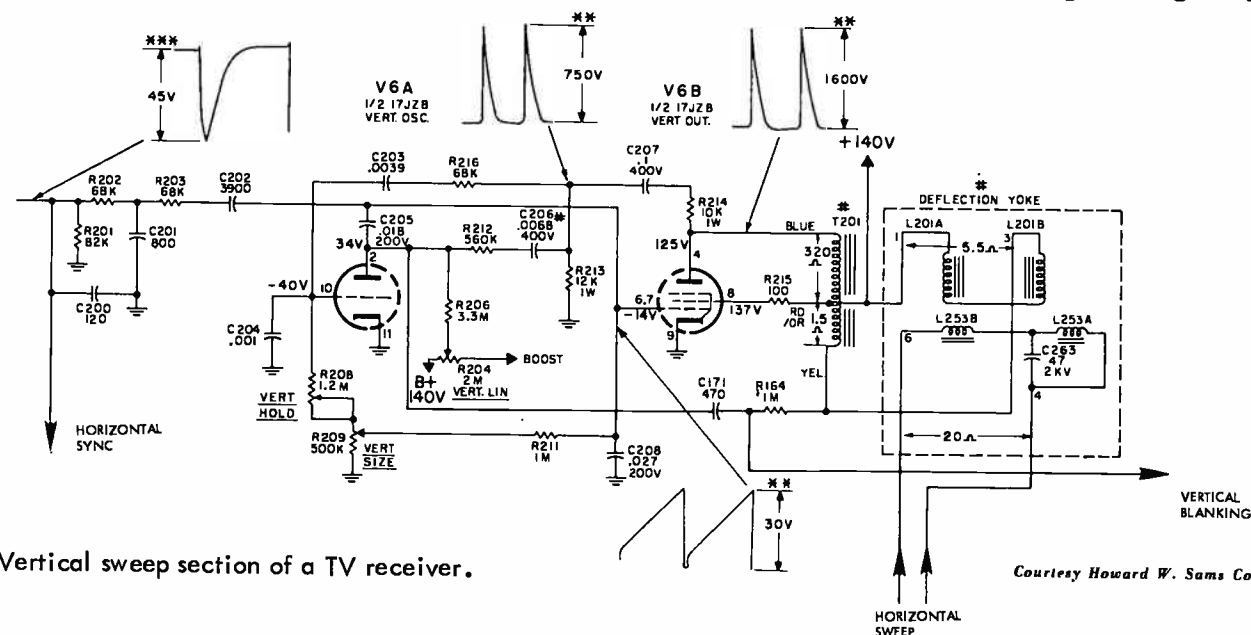 ***
45V
**
750V
**
1600V
V6A
1/2 17JZ8
VERT. OSC.
V6B
1/2 17JZ8
VERT OUT.
+140V
C203
.0039
R216
68K
C207
.1
400V
R202
68K
R203
68K
C202
3900
R201
82K
C201
800
C200
120
C205
.018
200V
34V
2
R212
560K
C206 #
.0068
400V
R213
12K
1W
R214
10K
1W
125V
4
BLUE
#
T201
320
Ω
#
DEFLECTION YOKE
L201A
L201B
1
3
5.5Ω
-40V
10
11
C204
.001
R206
3.3M
BOOST
B+
140V
R204
2M
VERT. LIN
6,7
-14V
8
137V
9
R215
100
RD
/OR
1.5
Ω
YEL
L253B
L253A
6
C263
47
2KV
4
20Ω
R208
1.2M
VERT
HOLD
R209
500K
VERT
SIZE
R211
1M
C208
.027
200V
C171
470
R164
1M
HORIZONTAL
SYNC
**
30V
VERTICAL
BLANKING
HORIZONTAL
SWEEP
Vertical sweep section of a TV receiver.
Courtesy Howard W. Sams Co